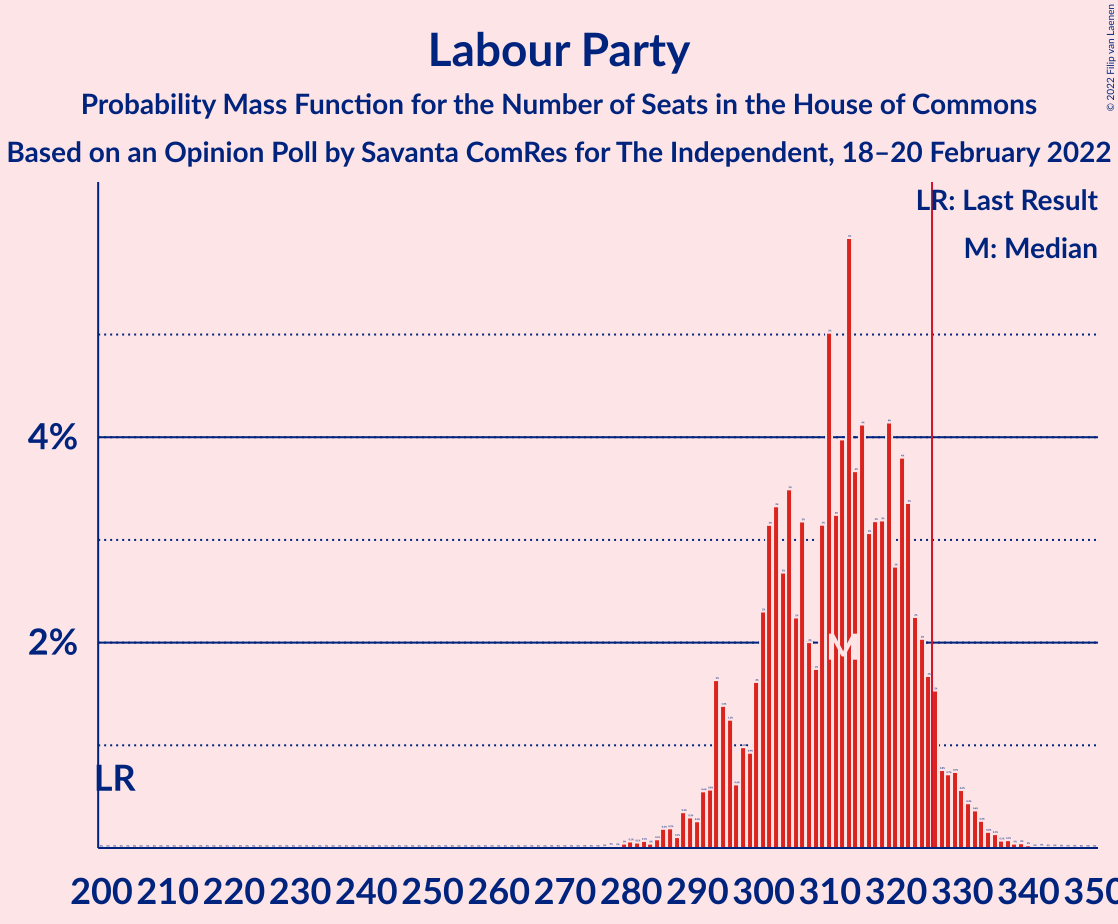 Labour Party
Probability Mass Function for the Number of Seats in the House of Commons
Based on an Opinion Poll by Savanta ComRes for The Independent, 18–20 February 2022
© 2022 Filip van Laenen
LR: Last Result
M: Median
4%
2%
M
LR
200 210 220 230 240 250 260 270 280 290 300 310 320 330 340 350